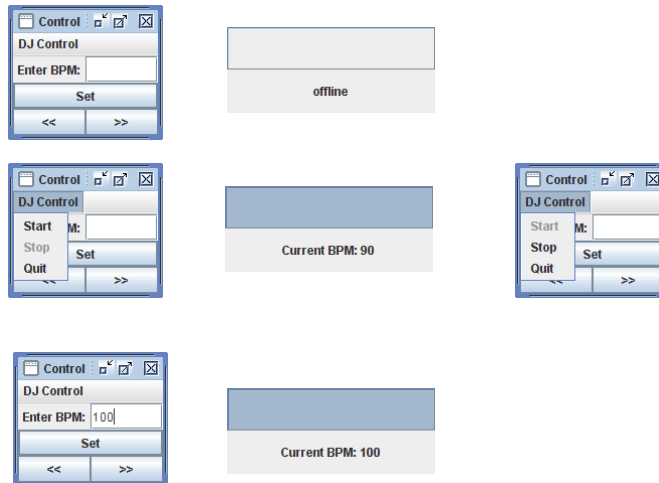 Control
DJ Control
Enter BPM:
Set
<< >>
offline
Control
DJ Control
Start M:
Stop Set
Quit
<< >>
Current BPM: 90
Control
DJ Control
Start M:
Stop Set
Quit
<< >>
Control
DJ Control
Enter BPM: 100
Set
<< >>
Current BPM: 100